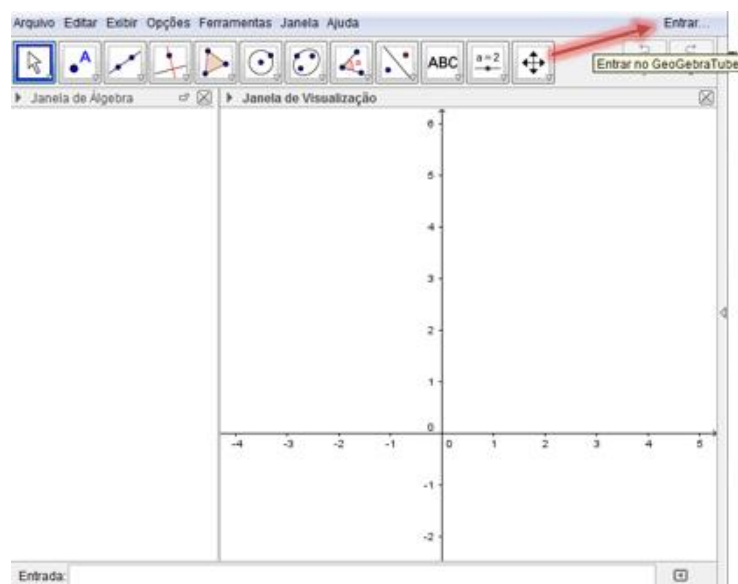 Arquivo Editar Exibir Opções Ferramentas Janela Ajuda Entrar...
A ABC a=2
Entrar no GeoGebraTube
Janela de Álgebra Janela de Visualização
6
5
4
3
2
1
0
-4 -3 -2 -1 0 1 2 3 4 5
-1
-2
Entrada: